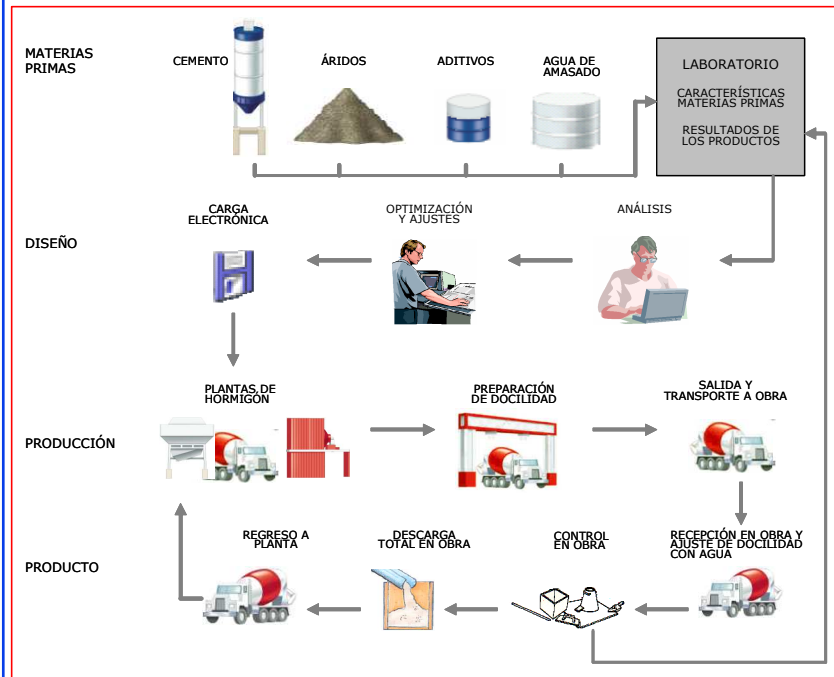 MATERIAS
PRIMAS
CEMENTO
ÁRIDOS
ADITIVOS
AGUA DE
AMASADO
LABORATORIO
CARACTERÍSTICAS
MATERIAS PRIMAS
RESULTADOS DE
LOS PRODUCTOS
DISEÑO
CARGA
ELECTRÓNICA
OPTIMIZACIÓN
Y AJUSTES
ANÁLISIS
PRODUCCIÓN
PLANTAS DE
HORMIGÓN
PREPARACIÓN
DE DOCILIDAD
SALIDA Y
TRANSPORTE A OBRA
PRODUCTO
REGRESO A
PLANTA
DESCARGA
TOTAL EN OBRA
CONTROL
EN OBRA
RECEPCIÓN EN OBRA Y
AJUSTE DE DOCILIDAD
CON AGUA